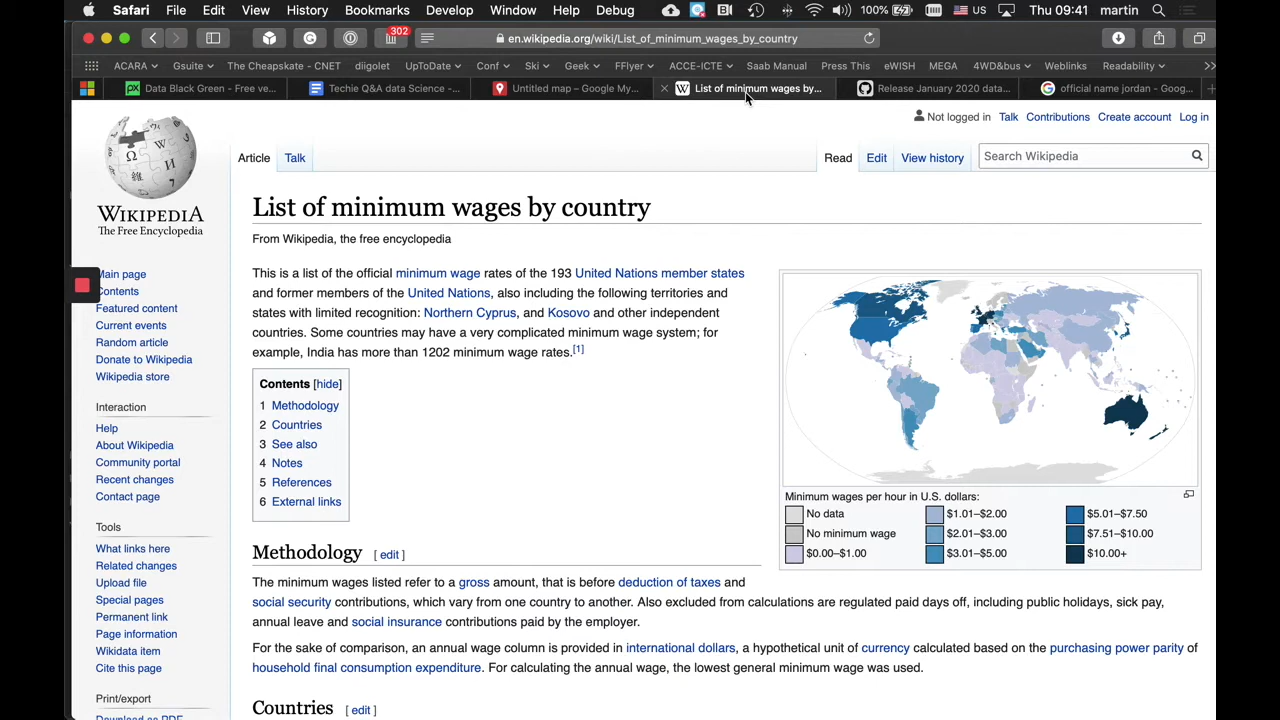 Safari File Edit View History Bookmarks Develop Window Help Debug 100% US Thu 09:41 martin
302
en.wikipedia.org/wiki/List_of_minimum_wages_by_country
ACARA Gsuite The Cheapskate - CNET diigolet UpToDate Conf Ski Geek FFlyer ACCE-ICTE Saab Manual Press This eWISH MEGA 4WD&bus Weblinks Readability
Data Black Green - Free ve... Techie Q&A data Science -... Untitled map – Google My... List of minimum wages by... Release January 2020 data... official name jordan - Goog...
Not logged in Talk Contributions Create account Log in
Article Talk Read Edit View history Search Wikipedia
WIKIPEDIA
The Free Encyclopedia
Main page
Contents
Featured content
Current events
Random article
Donate to Wikipedia
Wikipedia store
Interaction
Help
About Wikipedia
Community portal
Recent changes
Contact page
Tools
What links here
Related changes
Upload file
Special pages
Permanent link
Page information
Wikidata item
Cite this page
Print/export
Download as PDF
List of minimum wages by country
From Wikipedia, the free encyclopedia
This is a list of the official minimum wage rates of the 193 United Nations member states
and former members of the United Nations, also including the following territories and
states with limited recognition: Northern Cyprus, and Kosovo and other independent
countries. Some countries may have a very complicated minimum wage system; for
example, India has more than 1202 minimum wage rates.[1]
Contents [hide]
1 Methodology
2 Countries
3 See also
4 Notes
5 References
6 External links
Minimum wages per hour in U.S. dollars:
No data $1.01–$2.00 $5.01–$7.50
No minimum wage $2.01–$3.00 $7.51–$10.00
$0.00–$1.00 $3.01–$5.00 $10.00+
Methodology [ edit ]
The minimum wages listed refer to a gross amount, that is before deduction of taxes and
social security contributions, which vary from one country to another. Also excluded from calculations are regulated paid days off, including public holidays, sick pay,
annual leave and social insurance contributions paid by the employer.
For the sake of comparison, an annual wage column is provided in international dollars, a hypothetical unit of currency calculated based on the purchasing power parity of
household final consumption expenditure. For calculating the annual wage, the lowest general minimum wage was used.
Countries [ edit ]